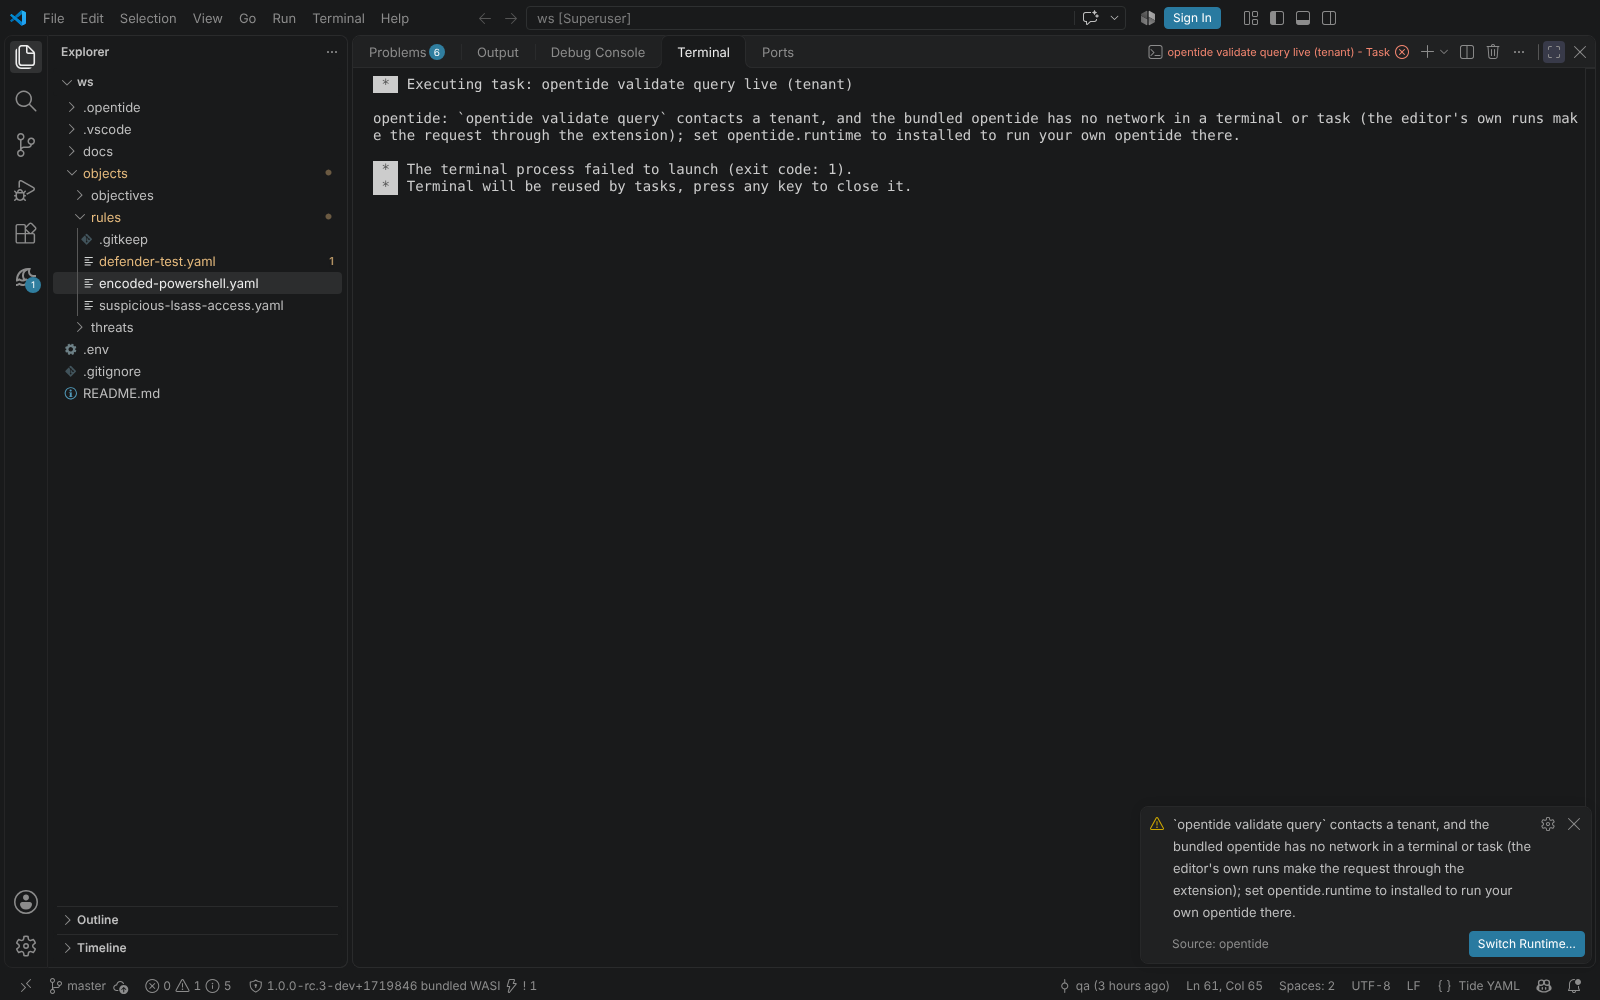 File Edit Selection View Go Run Terminal Help
ws [Superuser]
Sign In
Explorer
ws
.opentide
.vscode
docs
objects
objectives
rules
.gitkeep
defender-test.yaml 1
encoded-powershell.yaml
suspicious-lsass-access.yaml
threats
.env
.gitignore
README.md
Outline
Timeline
1
Problems 6 Output Debug Console Terminal Ports
opentide validate query live (tenant) - Task
* Executing task: opentide validate query live (tenant)
opentide: `opentide validate query` contacts a tenant, and the bundled opentide has no network in a terminal or task (the editor's own runs mak
e the request through the extension); set opentide.runtime to installed to run your own opentide there.
* The terminal process failed to launch (exit code: 1).
* Terminal will be reused by tasks, press any key to close it.
`opentide validate query` contacts a tenant, and the
bundled opentide has no network in a terminal or task (the
editor's own runs make the request through the
extension); set opentide.runtime to installed to run your
own opentide there.
Source: opentide
Switch Runtime...
master 0 1 5 1.0.0-rc.3-dev+1719846 bundled WASI ! 1
qa (3 hours ago) Ln 61, Col 65 Spaces: 2 UTF-8 LF { } Tide YAML